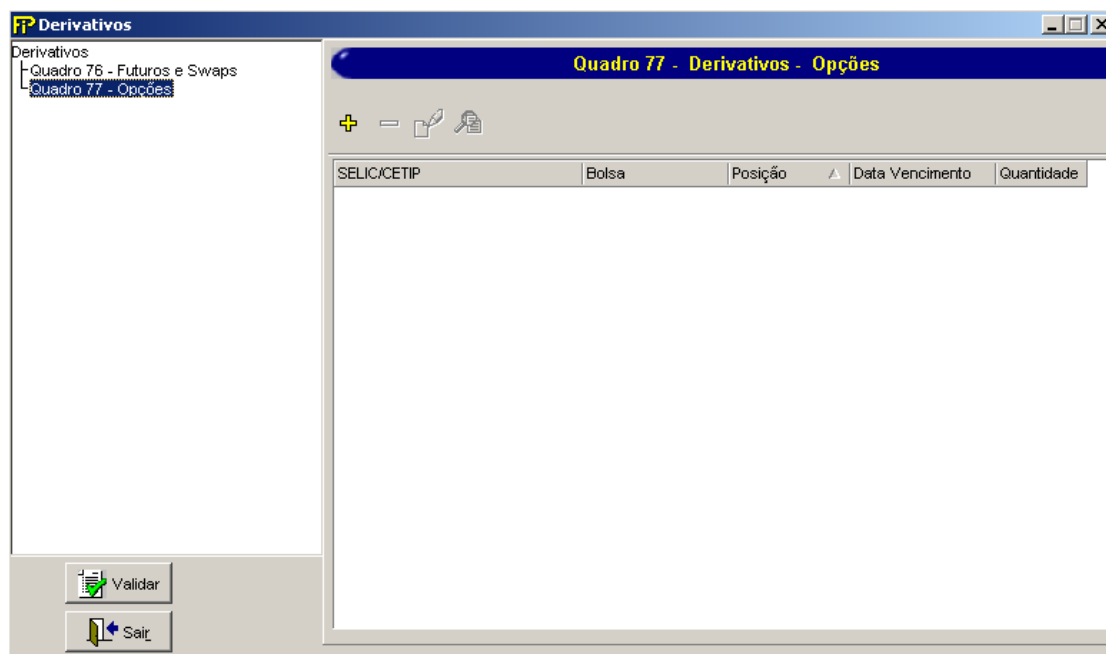 FIP Derivativos
Derivativos
Quadro 76 - Futuros e Swaps
Quadro 77 - Opções
Quadro 77 - Derivativos - Opções
SELIC/CETIP Bolsa Posição Data Vencimento Quantidade
Validar
Sair